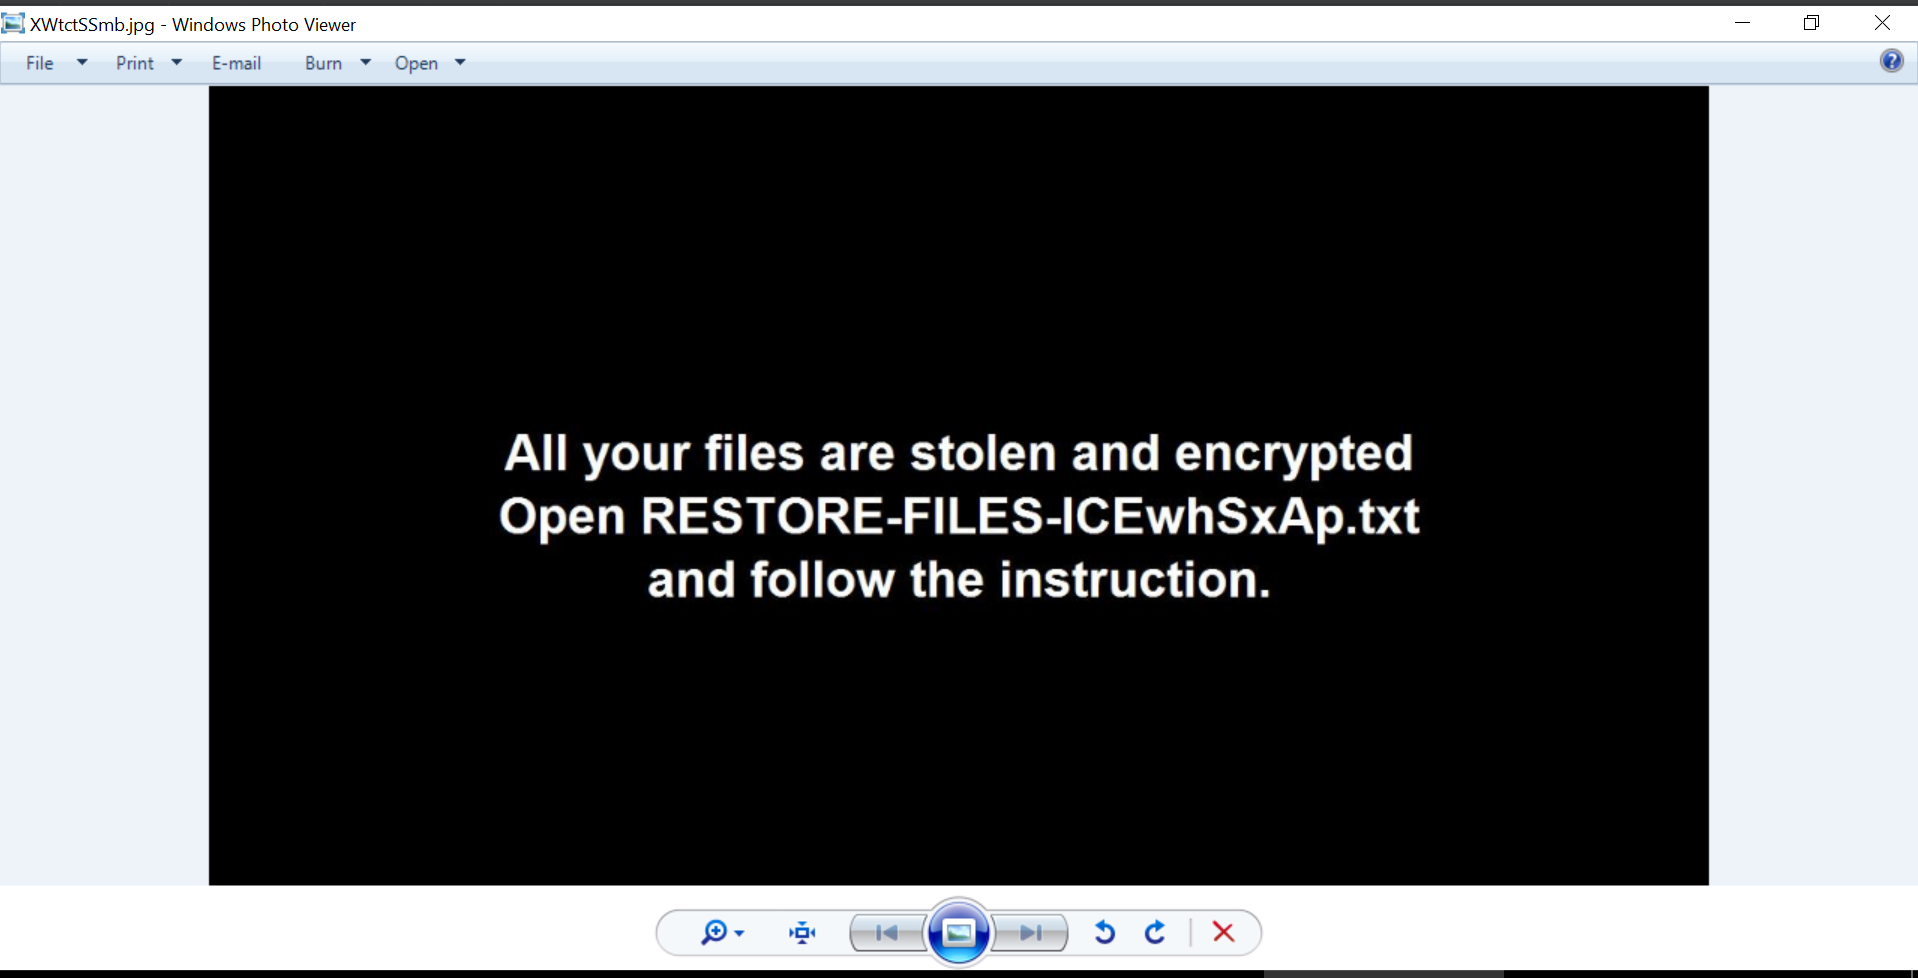 XWtctSSmb.jpg - Windows Photo Viewer
File Print E-mail Burn Open
All your files are stolen and encrypted
Open RESTORE-FILES-ICEwhSxAp.txt
and follow the instruction.